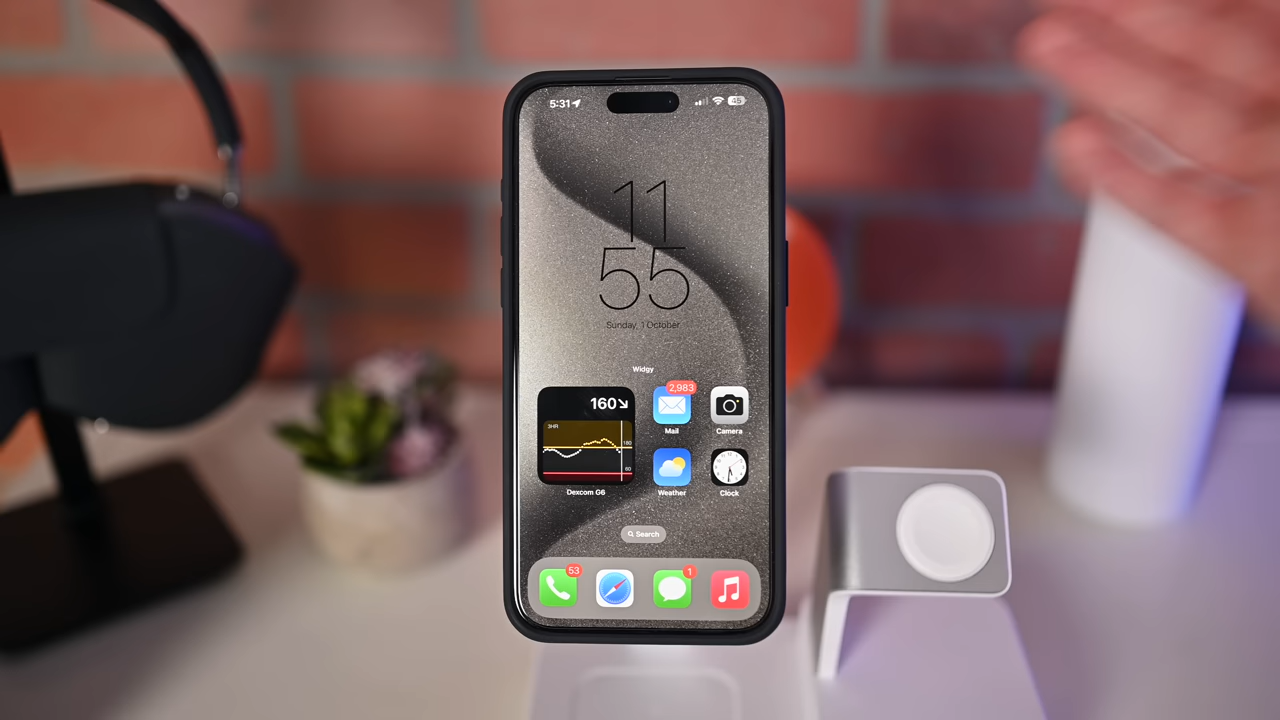 5:31
45
11
55
Sunday, 1 October
Widgy
160
3HR
180
60
Dexcom G6
2,983
Mail
Camera
Weather
Clock
Search
53
1